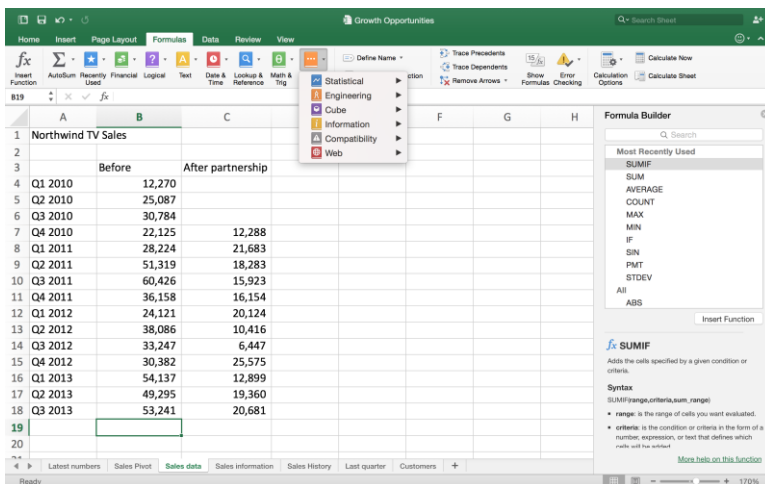 Growth Opportunities
Search Sheet
Home Insert Page Layout Formulas Data Review View
fx Σ ? A θ
Insert Function AutoSum Recently Used Financial Logical Text Date & Time Lookup & Reference Math & Trig
Define Name
Trace Precedents
Trace Dependents
Remove Arrows
Show Formulas Error Checking Calculation Options
Calculate Now
Calculate Sheet
Statistical
Engineering
Cube
Information
Compatibility
Web
B19 fx
A B C F G H
1 Northwind TV Sales
2
3 Before After partnership
4 Q1 2010 12,270
5 Q2 2010 25,087
6 Q3 2010 30,784
7 Q4 2010 22,125 12,288
8 Q1 2011 28,224 21,683
9 Q2 2011 51,319 18,283
10 Q3 2011 60,426 15,923
11 Q4 2011 36,158 16,154
12 Q1 2012 24,121 20,124
13 Q2 2012 38,086 10,416
14 Q3 2012 33,247 6,447
15 Q4 2012 30,382 25,575
16 Q1 2013 54,137 12,899
17 Q2 2013 49,295 19,360
18 Q3 2013 53,241 20,681
19
20
Formula Builder
Search
Most Recently Used
SUMIF
SUM
AVERAGE
COUNT
MAX
MIN
IF
SIN
PMT
STDEV
All
ABS
Insert Function
fx SUMIF
Adds the cells specified by a given condition or
criteria.
Syntax
SUMIF(range,criteria,sum_range)
• range: is the range of cells you want evaluated.
• criteria: is the condition or criteria in the form of a
number, expression, or text that defines which
cells will be added.
More help on this function
Latest numbers Sales Pivot Sales data Sales information Sales History Last quarter Customers +
Ready 170%